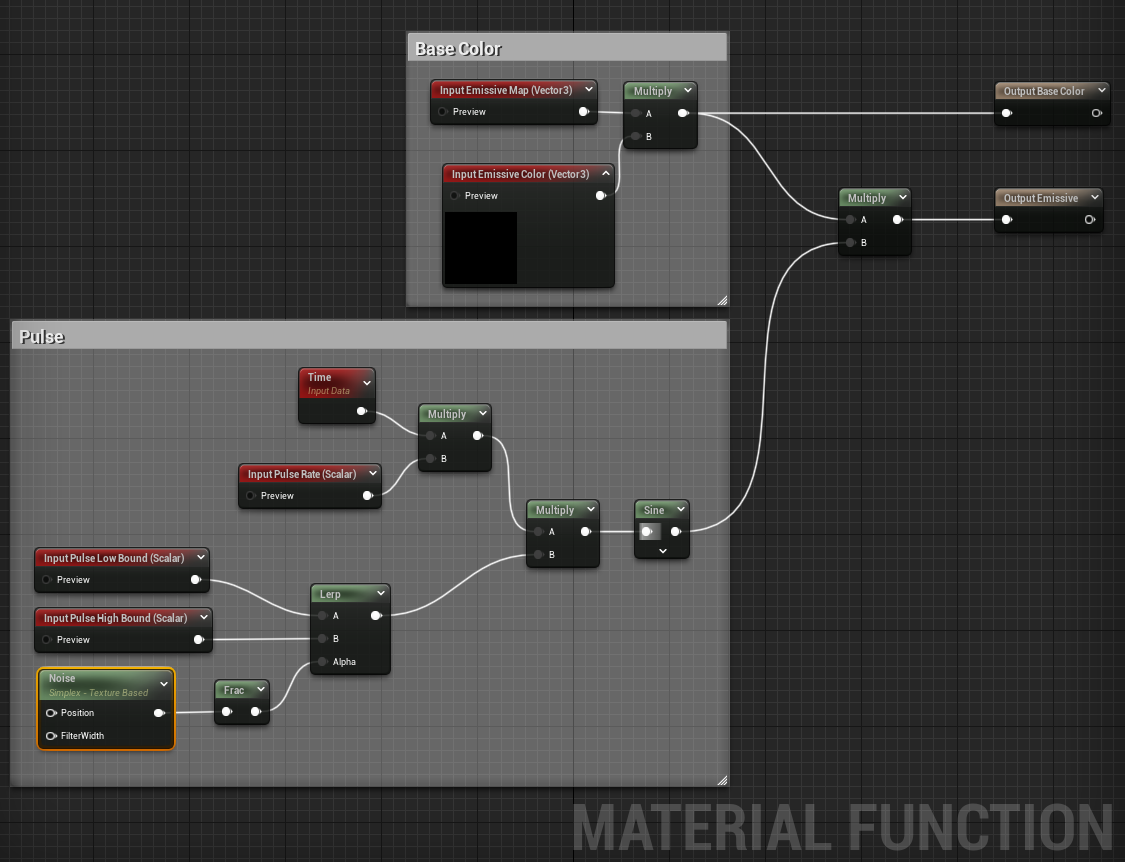 Base Color
Input Emissive Map (Vector3)
Preview
Multiply
A
B
Input Emissive Color (Vector3)
Preview
Output Base Color
Multiply
A
B
Output Emissive
Pulse
Time
Input Data
Multiply
A
B
Input Pulse Rate (Scalar)
Preview
Multiply
A
B
Sine
Input Pulse Low Bound (Scalar)
Preview
Input Pulse High Bound (Scalar)
Preview
Lerp
A
B
Alpha
Noise
Simplex - Texture Based
Position
FilterWidth
Frac
MATERIAL FUNCTION